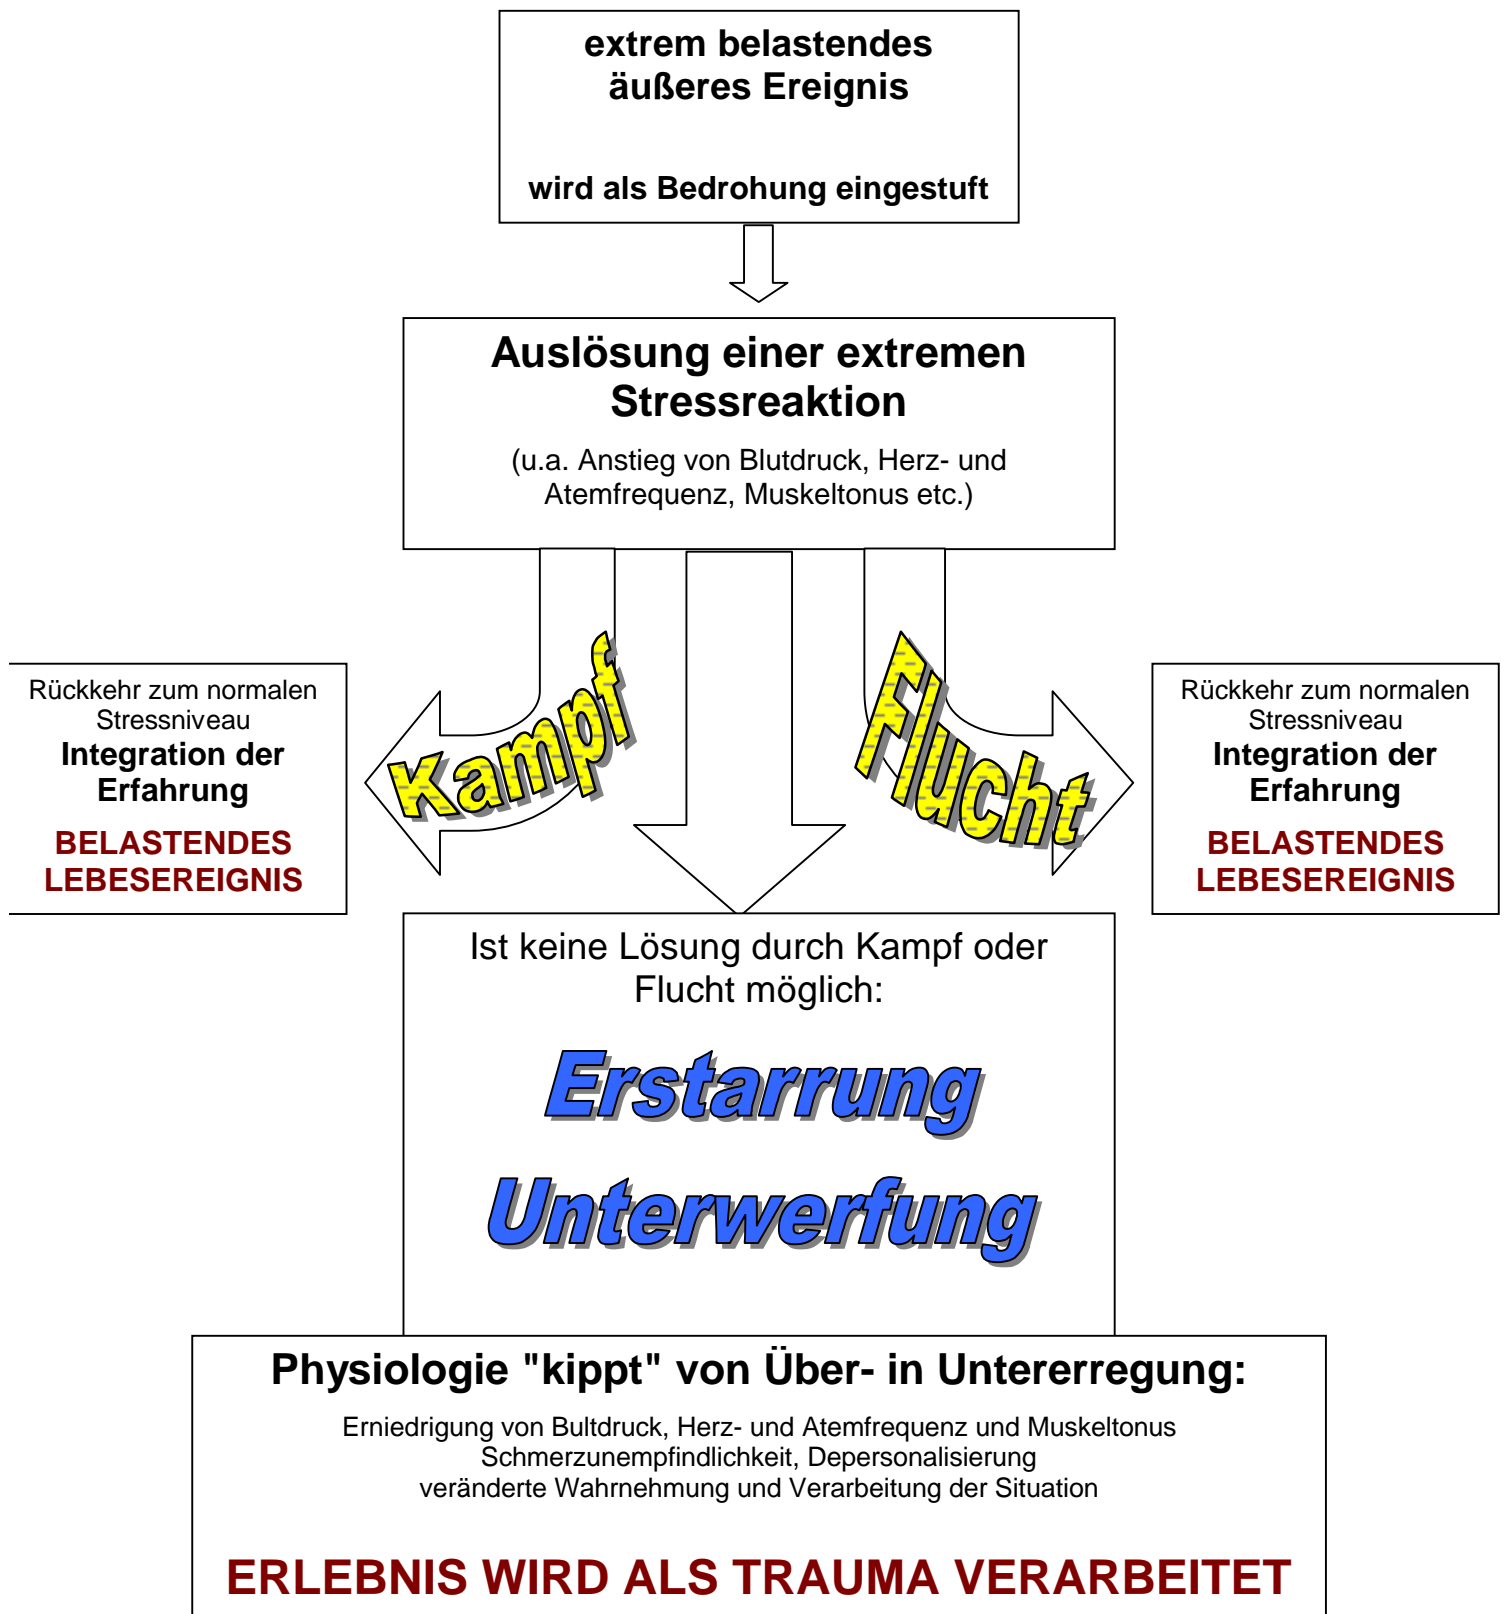 extrem belastendes
äußeres Ereignis
wird als Bedrohung eingestuft
Auslösung einer extremen
Stressreaktion
(u.a. Anstieg von Blutdruck, Herz- und
Atemfrequenz, Muskeltonus etc.)
Kampf
Flucht
Rückkehr zum normalen
Stressniveau
Integration der
Erfahrung
BELASTENDES
LEBESEREIGNIS
Rückkehr zum normalen
Stressniveau
Integration der
Erfahrung
BELASTENDES
LEBESEREIGNIS
Ist keine Lösung durch Kampf oder
Flucht möglich:
Erstarrung
Unterwerfung
Physiologie "kippt" von Über- in Untererregung:
Erniedrigung von Bultdruck, Herz- und Atemfrequenz und Muskeltonus
Schmerzunempfindlichkeit, Depersonalisierung
veränderte Wahrnehmung und Verarbeitung der Situation
ERLEBNIS WIRD ALS TRAUMA VERARBEITET